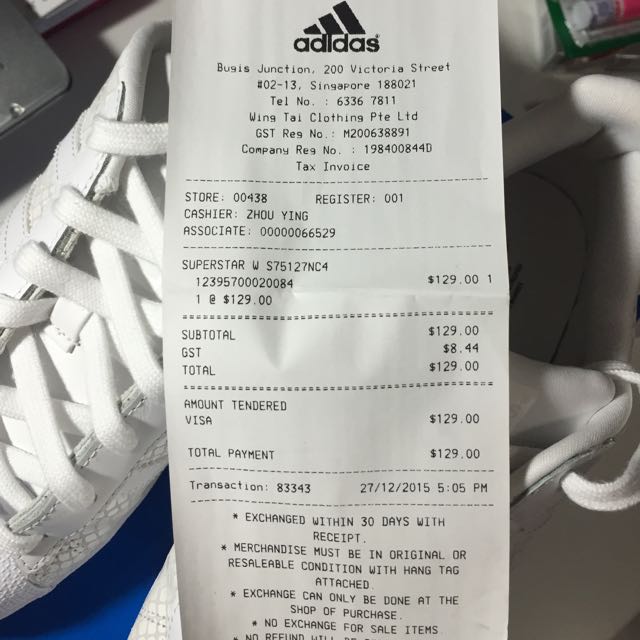 adidas
Bugis Junction, 200 Victoria Street
#02-13, Singapore 188021
Tel No. : 6336 7811
Wing Tai Clothing Pte Ltd
GST Reg No.: M200638891
Company Reg No. : 198400844D
Tax Invoice
STORE: 00438 REGISTER: 001
CASHIER: ZHOU YING
ASSOCIATE: 00000066529
SUPERSTAR W S75127NC4
12395700020084 $129.00 1
1 @ $129.00
SUBTOTAL $129.00
GST $8.44
TOTAL $129.00
AMOUNT TENDERED
VISA $129.00
TOTAL PAYMENT $129.00
Transaction: 83343 27/12/2015 5:05 PM
* EXCHANGED WITHIN 30 DAYS WITH
RECEIPT.
* MERCHANDISE MUST BE IN ORIGINAL OR
RESALEABLE CONDITION WITH HANG TAG
ATTACHED.
* EXCHANGE CAN ONLY BE DONE AT THE
SHOP OF PURCHASE.
* NO EXCHANGE FOR SALE ITEMS.
* NO REFUND WILL BE